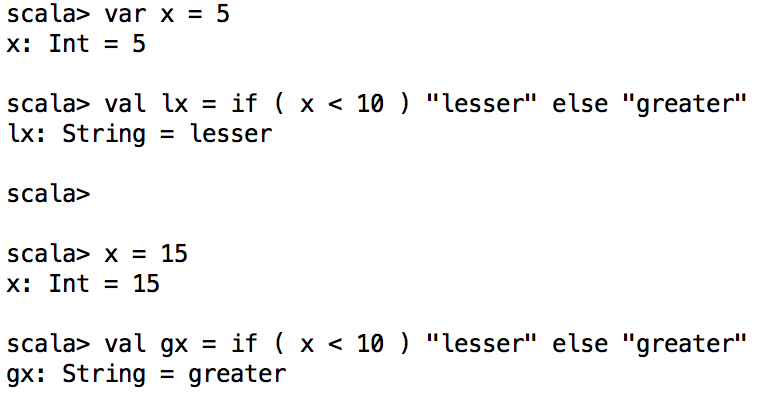 scala> var x = 5
x: Int = 5
scala> val lx = if ( x < 10 ) "lesser" else "greater"
lx: String = lesser
scala>
scala> x = 15
x: Int = 15
scala> val gx = if ( x < 10 ) "lesser" else "greater"
gx: String = greater